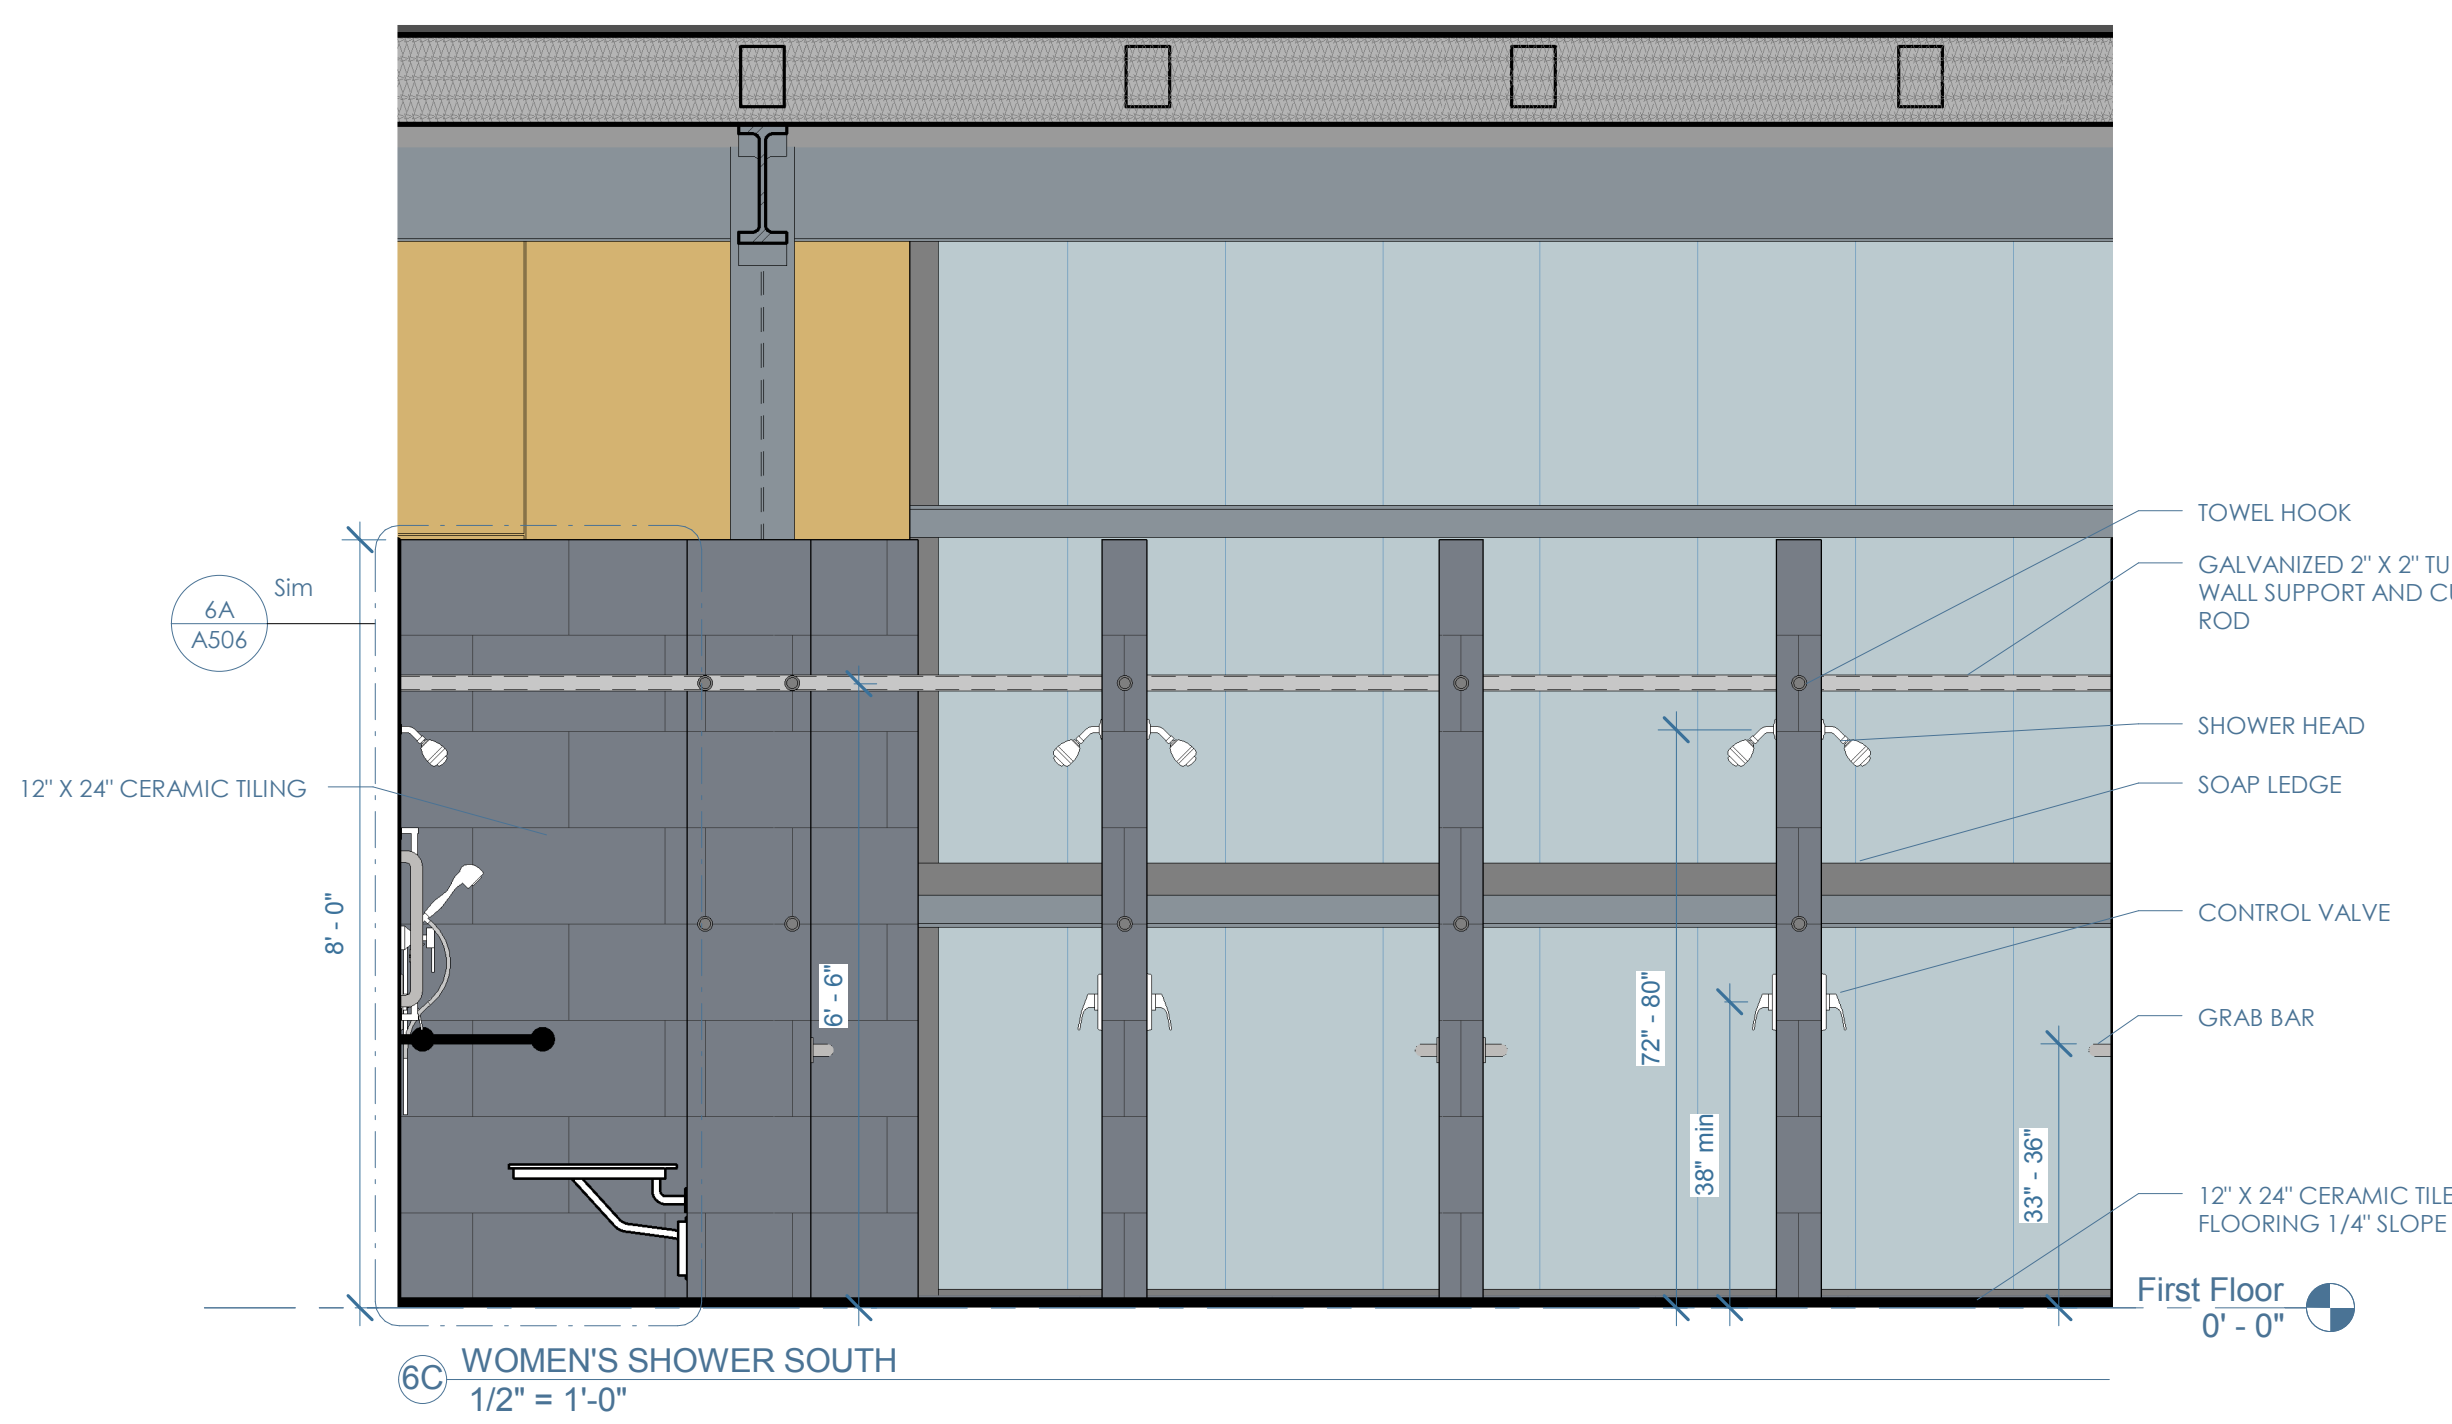 TOWEL HOOK
GALVANIZED 2" X 2"
WALL SUPPORT AND
ROD
Sim
6A
A506
SHOWER HEAD
SOAP LEDGE
12" X 24" CERAMIC TILING
8' - 0"
6' - 6"
72" - 80"
38" min
33" - 36"
CONTROL VALVE
GRAB BAR
12" X 24" CERAMIC TILE
FLOORING 1/4" SLOPE
First Floor
0' - 0"
6C
WOMEN'S SHOWER SOUTH
1/2" = 1'-0"